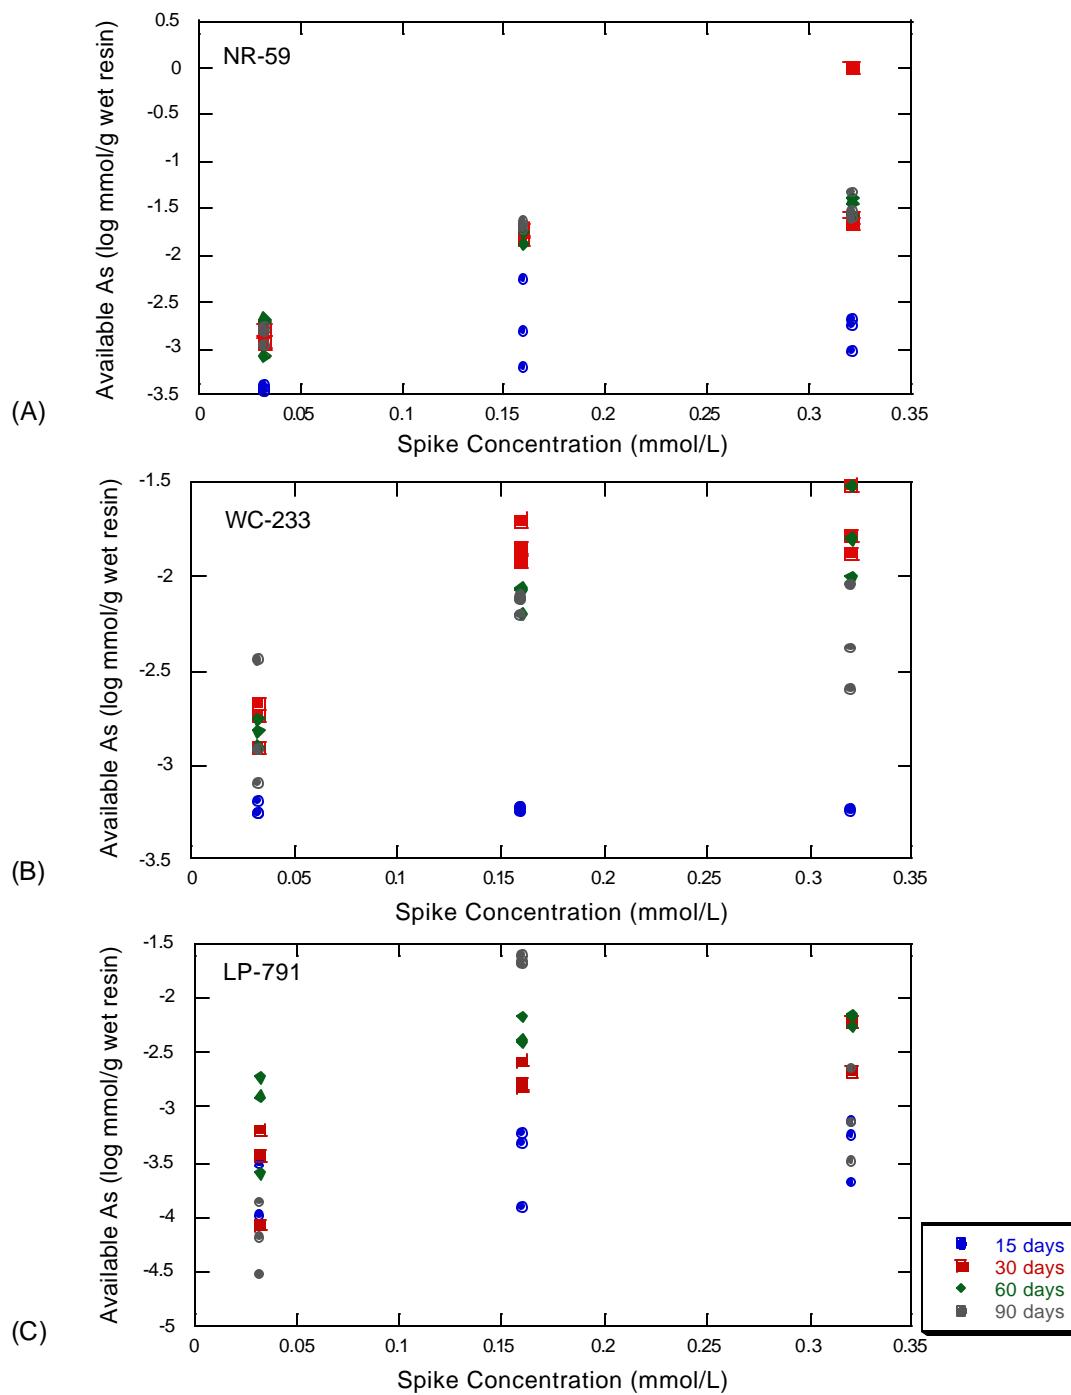 0.5
NR-59
0
-0.5
-1
-1.5
-2
-2.5
-3
-3.5
Available As (log mmol/g wet resin)
0 0.05 0.1 0.15 0.2 0.25 0.3 0.35
(A)
Spike Concentration (mmol/L)
-1.5
WC-233
-2
-2.5
-3
-3.5
Available As (log mmol/g wet resin)
0 0.05 0.1 0.15 0.2 0.25 0.3 0.35
(B)
Spike Concentration (mmol/L)
-1.5
LP-791
-2
-2.5
-3
-3.5
-4
-4.5
-5
Available As (log mmol/g wet resin)
15 days
30 days
60 days
90 days
(C)
0 0.05 0.1 0.15 0.2 0.25 0.3 0.35
Spike Concentration (mmol/L)